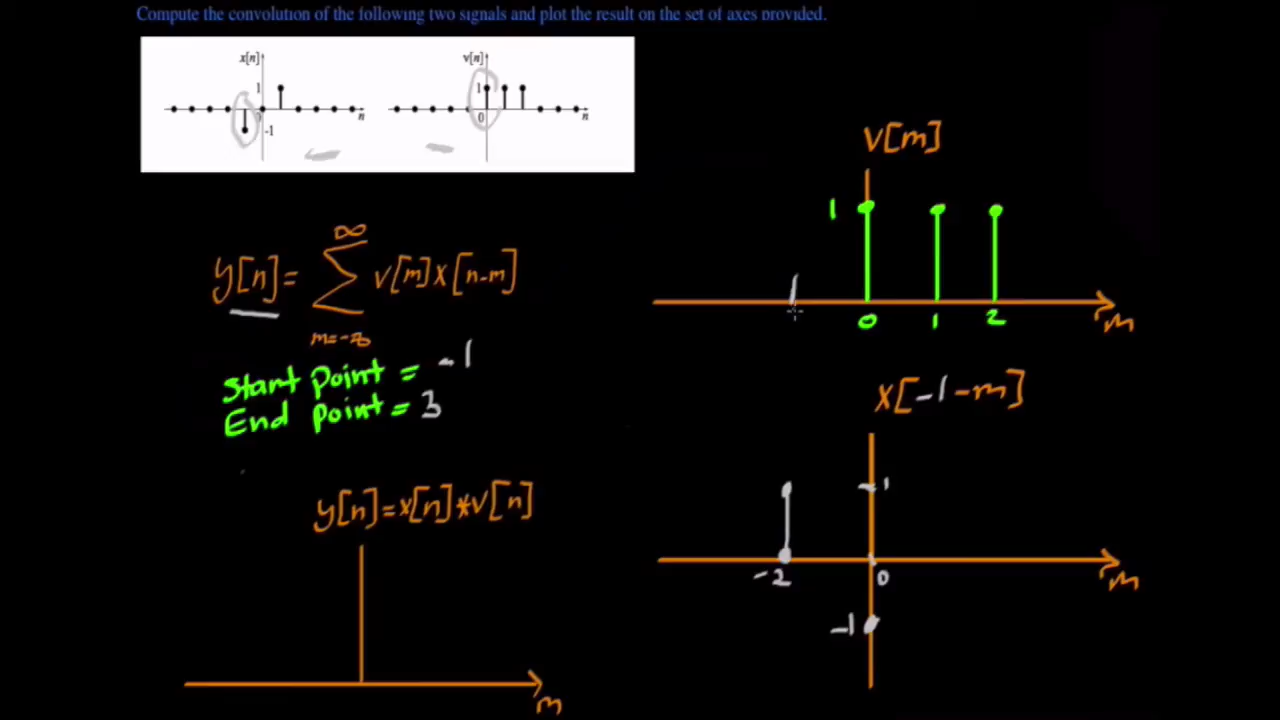 Compute the convolution of the following two signals and plot the result on the set of axes provided.
x[n] 1 0 -1 n
v[n] 1 0 n
V[m]
1
0 1 2 m
y[n] = ∞ ∑ m=-∞ v[m] x[n-m]
Start point = -1
End point = 3
x[-1-m]
1
-2 0 m
-1
y[n]=x[n]*v[n]
m